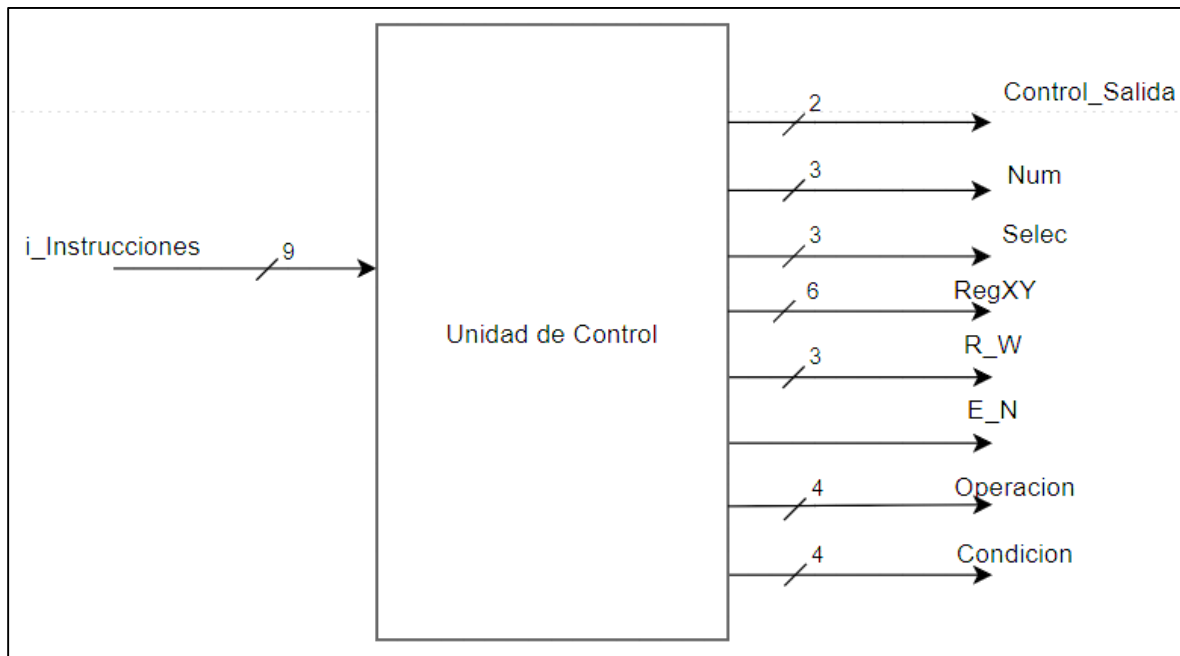 Control_Salida
2
Num
3
Selec
3
i_Instrucciones
9
RegXY
6
Unidad de Control
R_W
3
E_N
Operacion
4
Condicion
4